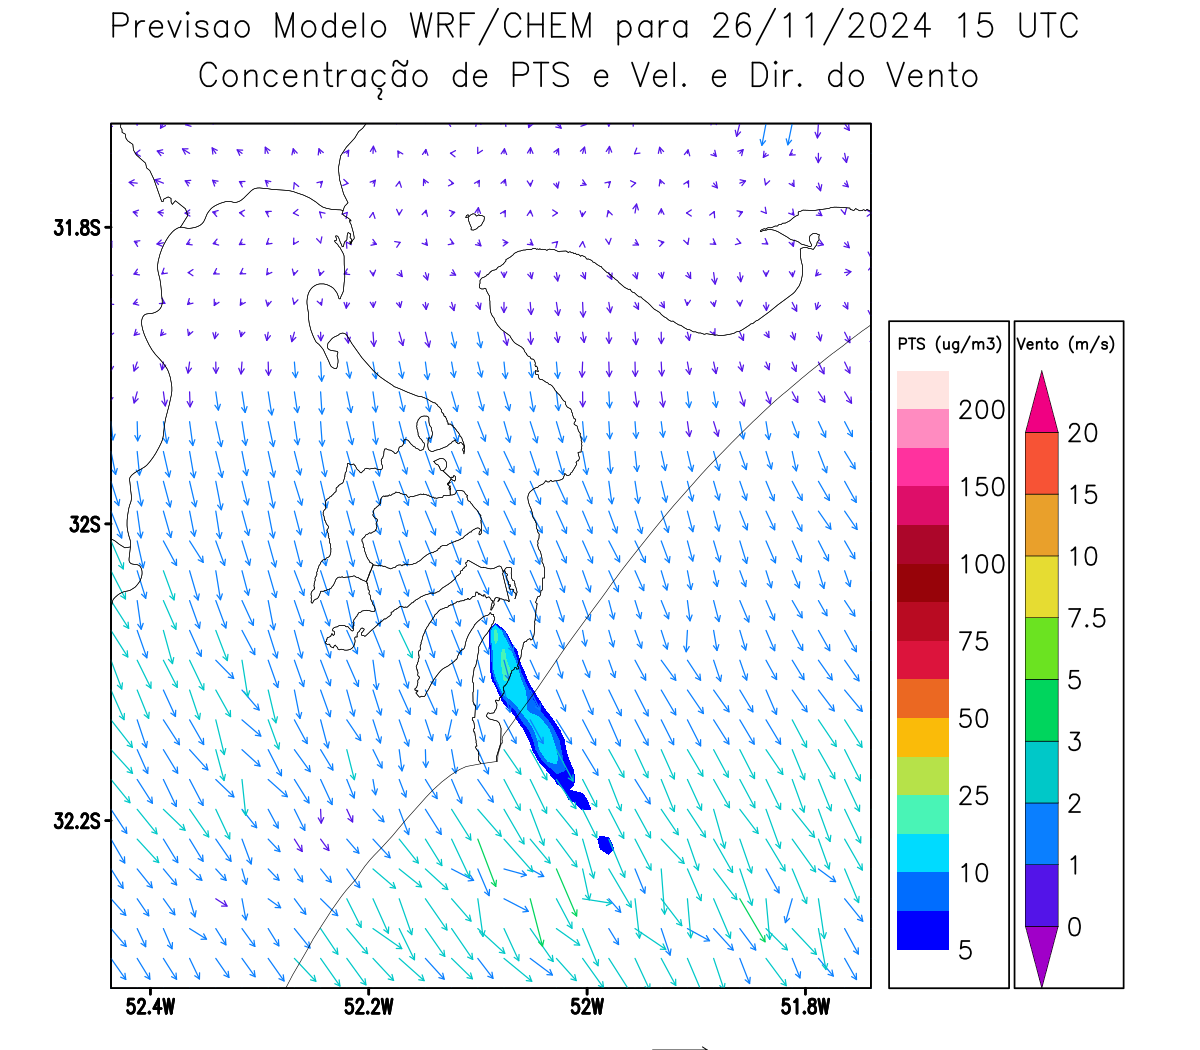 Previsao Modelo WRF/CHEM para 26/11/2024 15 UTC
Concentração de PTS e Vel. e Dir. do Vento
31.8S
32S
32.2S
52.4W
52.2W
52W
51.8W
PTS (ug/m3)
200
150
100
75
50
25
10
5
Vento (m/s)
20
15
10
7.5
5
3
2
1
0